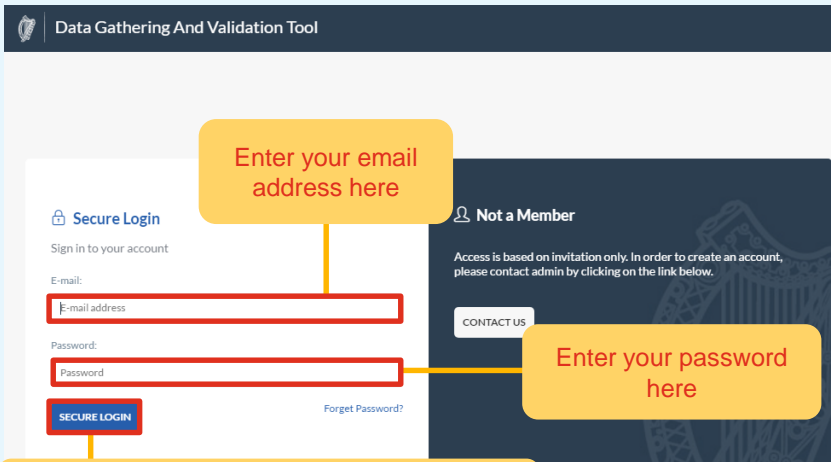 Data Gathering And Validation Tool
Enter your email
address here
Secure Login
Sign in to your account
E-mail:
E-mail address
Password:
Password
SECURE LOGIN
Forget Password?
Not a Member
Access is based on invitation only. In order to create an account,
please contact admin by clicking on the link below.
CONTACT US
Enter your password
here